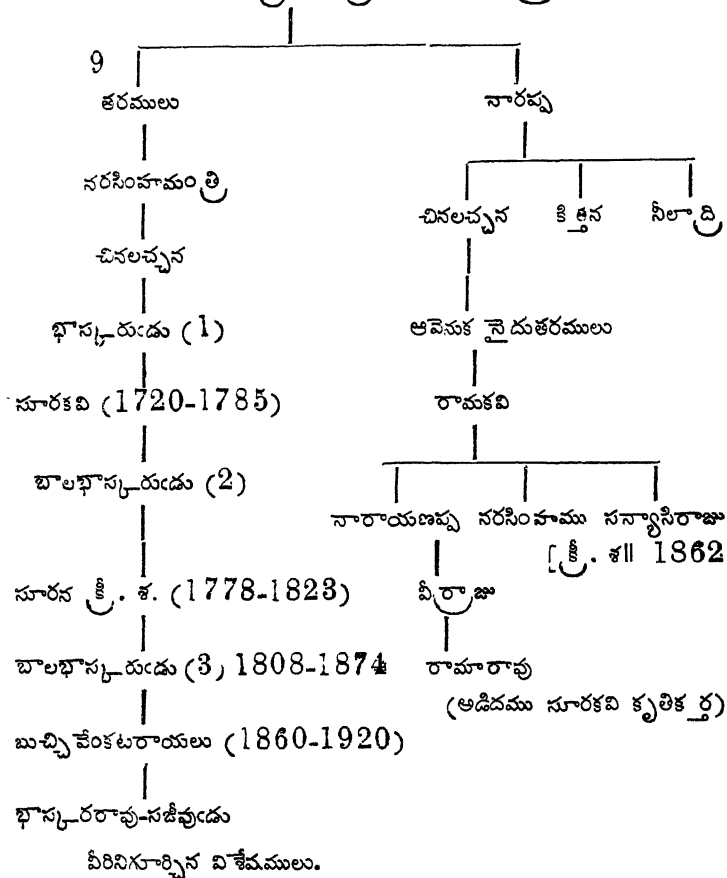 9
తరములు నారప్ప
నరసింహమంత్రి
చినలచ్చన కిత్తన నీలాద్రి
చినలచ్చన
భాస్కరుఁడు (1) ఆవెనుక నైదుతరములు
సూరకవి (1720-1785) రామకవి
బాలభాస్కరుఁడు (2)
నారాయణప్ప నరసింహము సన్యాసిరాజు
[క్రీ. శ|| 1862
సూరన క్రీ. శ. (1778-1823) వీర్రాజు
బాలభాస్కరుఁడు (3) 1808-1874 రామారావు
(అడిదము సూరకవి కృతికర్త)
బుచ్చివేంకటరాయలు (1860-1920)
భాస్కరరావు-సజీవుఁడు
వీరినిగూర్చిన విశేషములు.